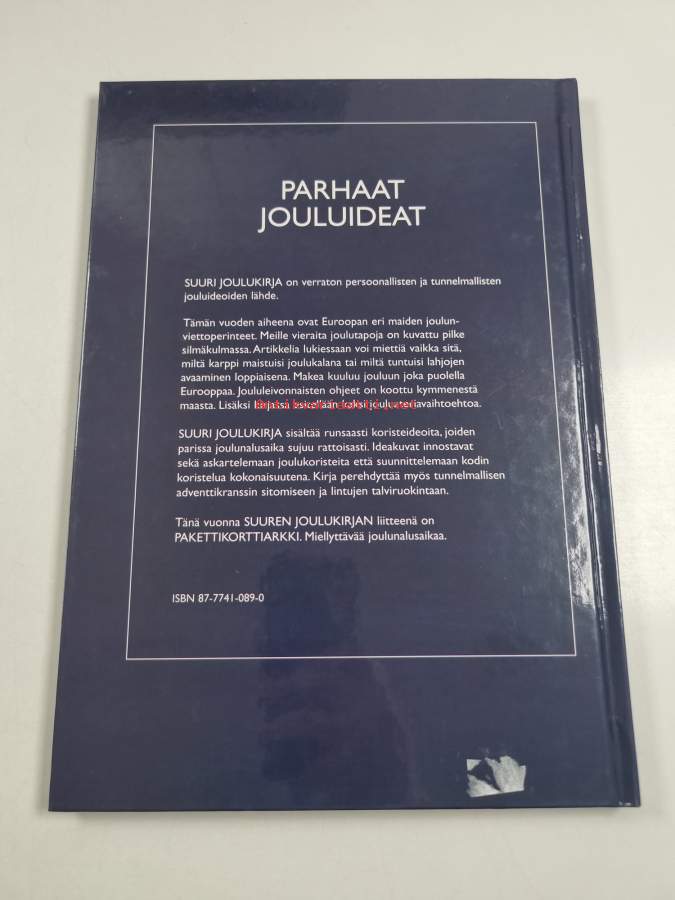 PARHAAT
JOULUIDEAT
SUURI JOULUKIRJA on verraton persoonallisten ja tunnelmallisten
jouluideoiden lähde.
Tämän vuoden aiheena ovat Euroopan eri maiden joulun-
viettoperinteet. Meille vieraita joulutapoja on kuvattu pilke
silmäkulmassa. Artikkelia lukiessaan voi miettiä vaikka sitä,
miltä karppi maistuisi joulukalana tai miltä tuntuisi lahjojen
avaaminen loppiaisena. Makea kuuluu jouluun joka puolella
Eurooppaa. Joululeivonnaisten ohjeet on koottu kymmenestä
maasta. Lisäksi kirjassa esitellään kaksi jouluateriavaihtoehtoa.
SUURI JOULUKIRJA sisältää runsaasti koristeideoita, joiden
parissa joulunalusaika sujuu rattoisasti. Ideakuvat innostavat
sekä askartelemaan joulukoristeita että suunnittelemaan kodin
koristelua kokonaisuutena. Kirja perehdyttää myös tunnelmallisen
adventtikranssin sitomiseen ja lintujen talviruokintaan.
Tänä vuonna SUUREN JOULUKIRJAN liitteenä on
PAKETTIKORTTIARKKI. Miellyttävää joulunalusaikaa.
ISBN 87-7741-089-0